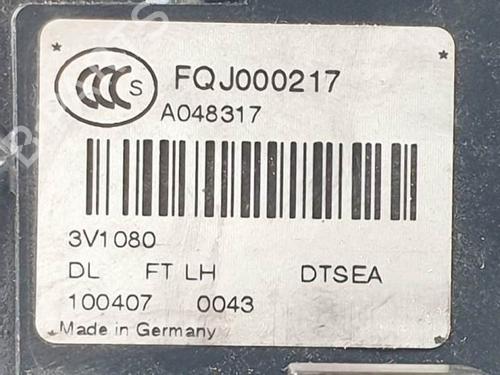 FQJ000217
S
A048317
3V1080
DL FT LH DTSEA
100407 0043
Made in Germany